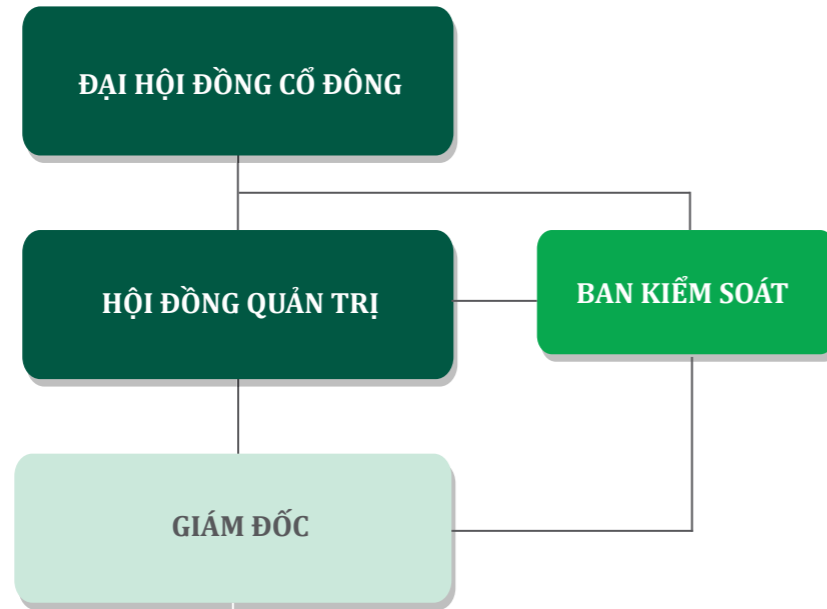 ĐẠI HỘI ĐỒNG CỔ ĐÔNG
HỘI ĐỒNG QUẢN TRỊ
BAN KIỂM SOÁT
GIÁM ĐỐC